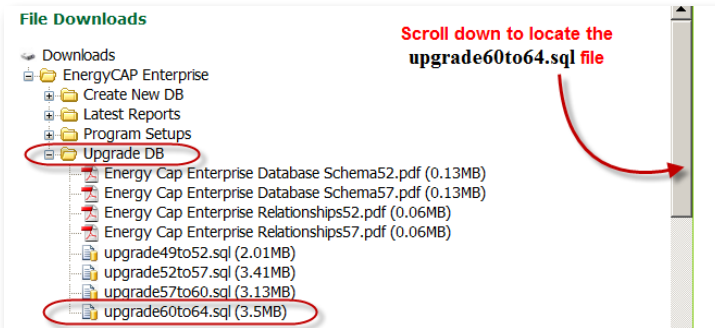 File Downloads
Scroll down to locate the
upgrade60to64.sql file
Downloads
EnergyCAP Enterprise
Create New DB
Latest Reports
Program Setups
Upgrade DB
Energy Cap Enterprise Database Schema52.pdf (0.13MB)
Energy Cap Enterprise Database Schema57.pdf (0.13MB)
Energy Cap Enterprise Relationships52.pdf (0.06MB)
Energy Cap Enterprise Relationships57.pdf (0.06MB)
upgrade49to52.sql (2.01MB)
upgrade52to57.sql (3.41MB)
upgrade57to60.sql (3.13MB)
upgrade60to64.sql (3.5MB)